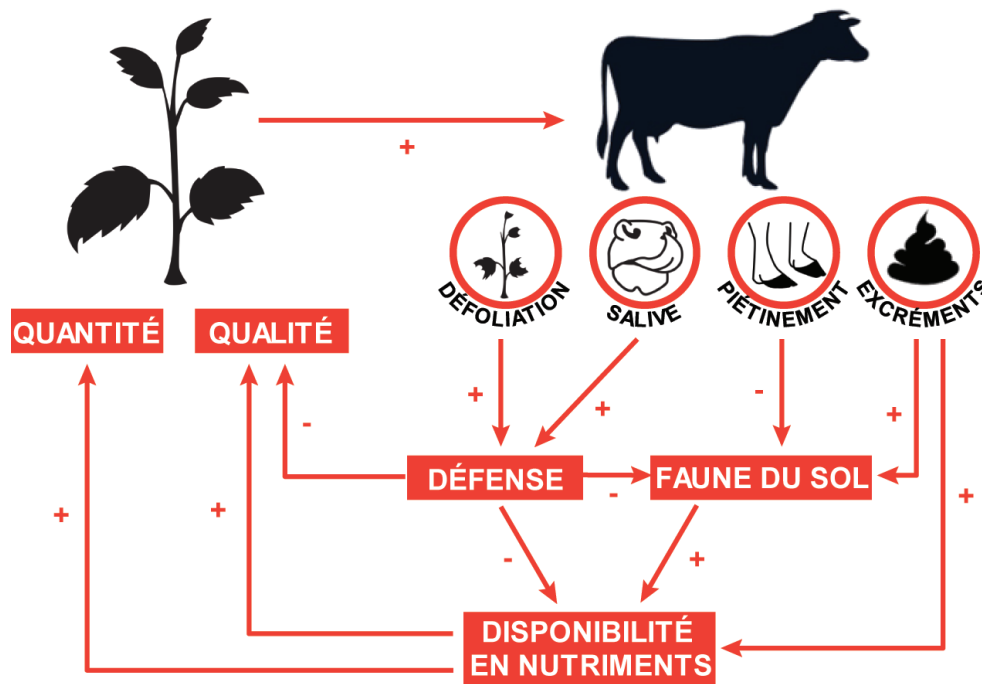 +
DÉFOLIATION
SALIVE
PIÉTINEMENT
EXCRÉMENTS
QUANTITÉ
QUALITÉ
+
+
-
+
-
+
+
+
DÉFENSE
-
FAUNE DU SOL
+
-
+
DISPONIBILITÉ
EN NUTRIMENTS